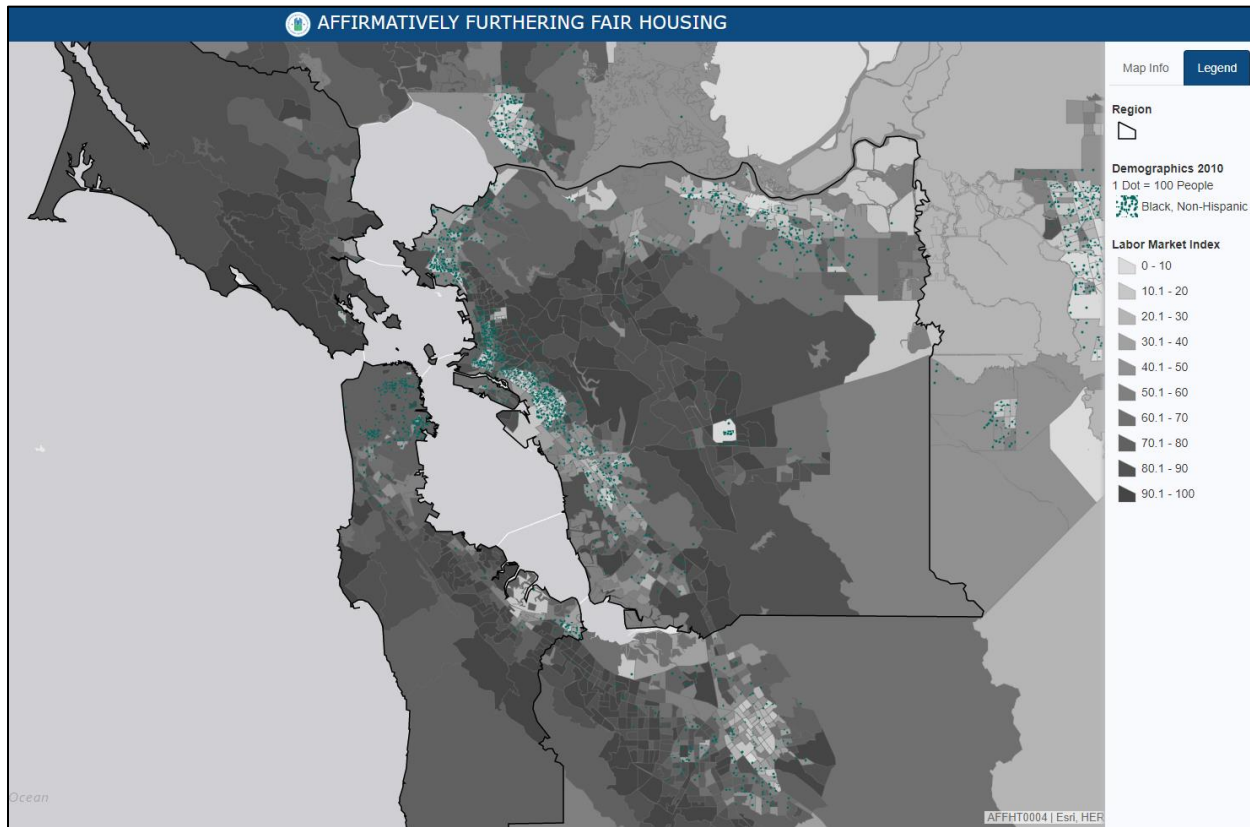 AFFIRMATIVELY FURTHERING FAIR HOUSING
Map Info
Legend
Region
Demographics 2010
1 Dot = 100 People
Black, Non-Hispanic
Labor Market Index
0 - 10
10.1 - 20
20.1 - 30
30.1 - 40
40.1 - 50
50.1 - 60
60.1 - 70
70.1 - 80
80.1 - 90
90.1 - 100
Ocean
AFFHT0004 | Esri, HER